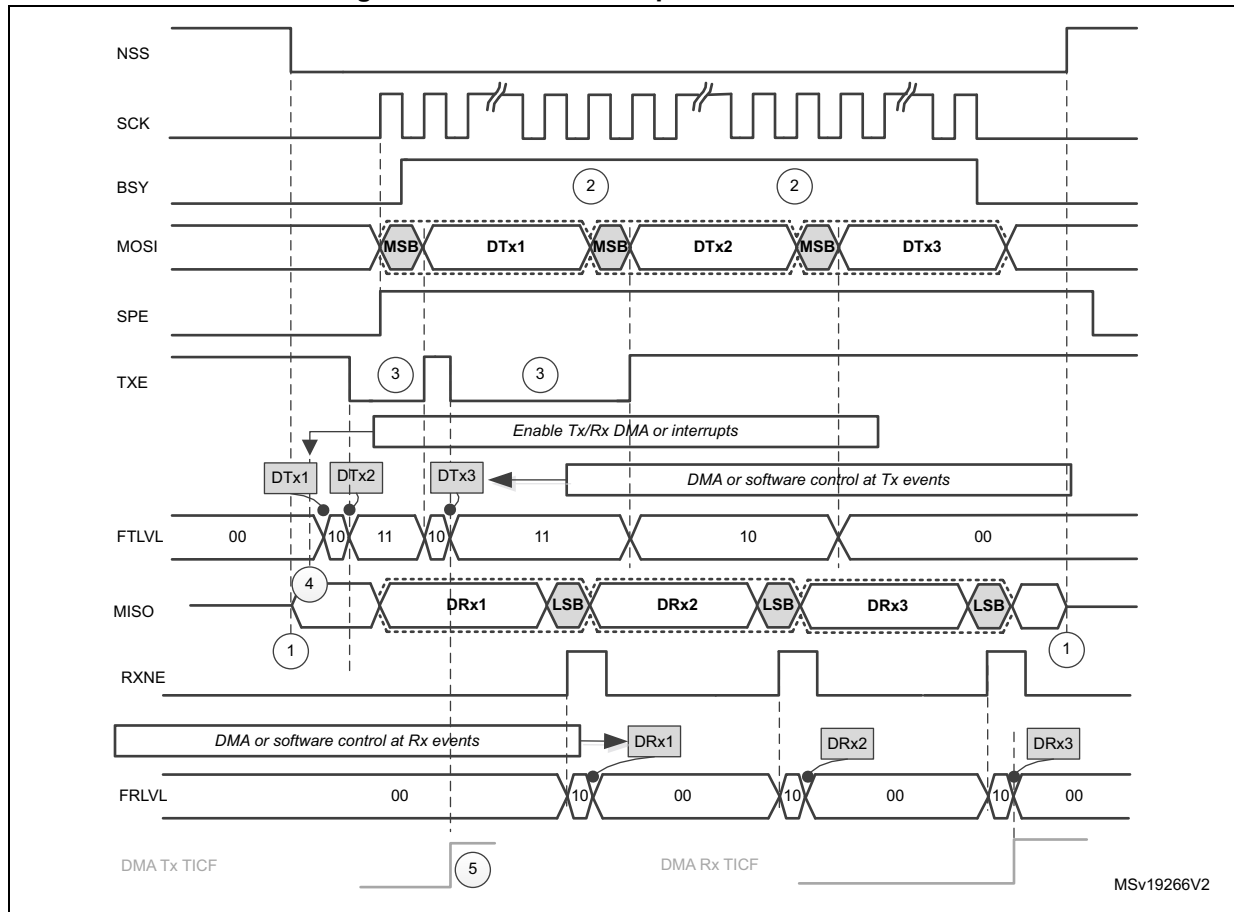 NSS
SCK
BSY
2 2
MOSI
MSB DTx1 MSB DTx2 MSB DTx3
SPE
TXE
3 3
Enable Tx/Rx DMA or interrupts
DTx1 DTx2 DTx3 DMA or software control at Tx events
FTLVL 00 10 11 10 11 10 00
4
MISO DRx1 LSB DRx2 LSB DRx3 LSB
1 1
RXNE
DMA or software control at Rx events DRx1 DRx2 DRx3
FRLVL 00 10 00 10 00 10 00
DMA Tx TICF 5 DMA Rx TICF
MSv19266V2